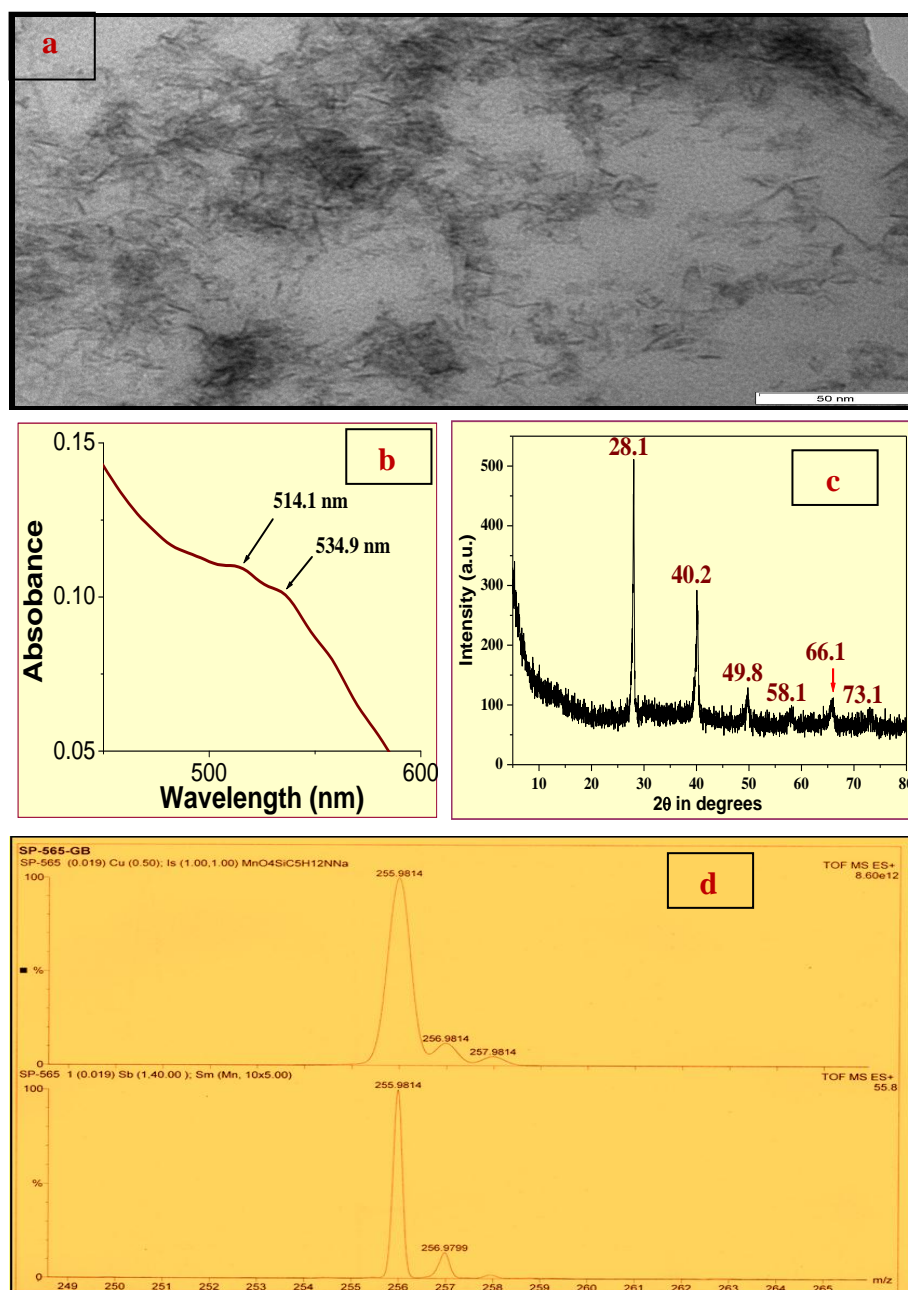 a
50 nm
b
0.15
0.10
0.05
514.1 nm
534.9 nm
Absobance
500
600
Wavelength (nm)
c
500
400
300
200
100
28.1
40.2
49.8
58.1
66.1
73.1
Intensity (a.u.)
10
20
30
40
50
60
70
80
2θ in degrees
SP-565-GB
SP-565 (0.019) Cu (0.50); Is (1.00,1.00) MnO4SiC5H12NNa
TOF MS ES+
8.60e12
d
100
%
0
255.9814
256.9814
257.9814
SP-565 1 (0.019) Sb (1,40.00 ); Sm (Mn, 10x5.00)
TOF MS ES+
55.8
100
%
0
255.9814
256.9799
249
250
251
252
253
254
255
256
257
258
259
260
261
262
263
264
265
m/z